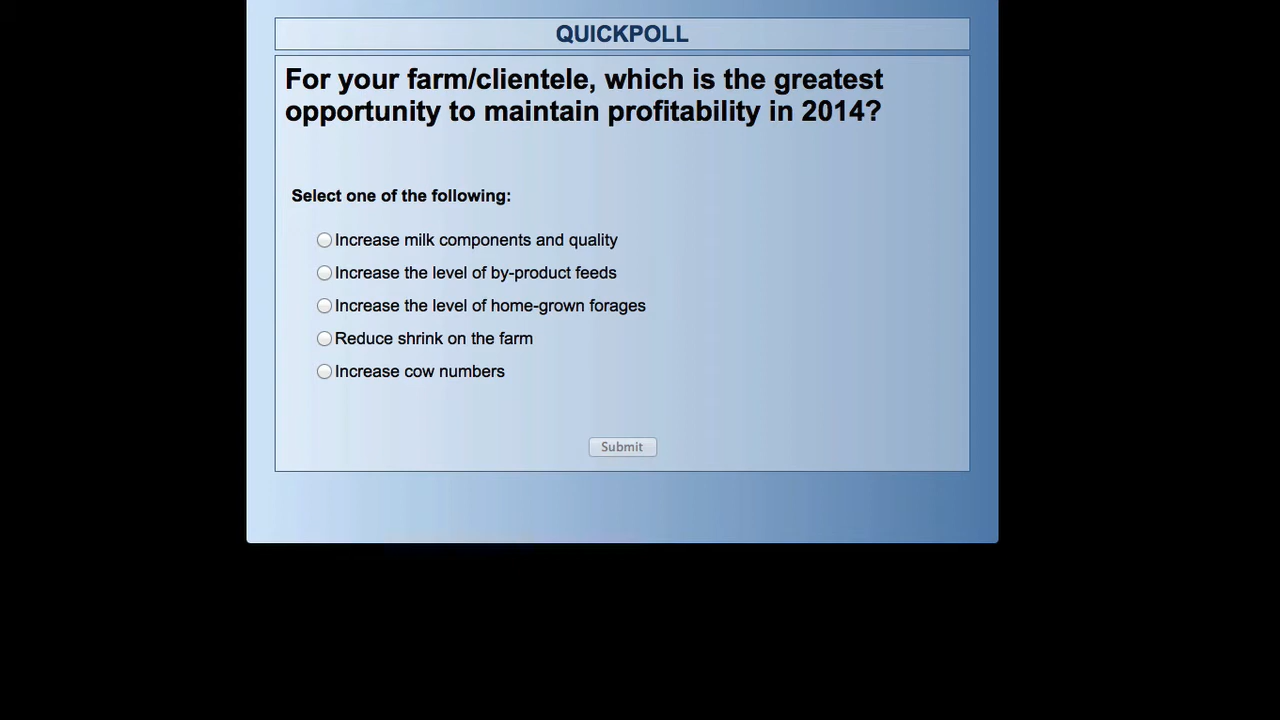 QUICKPOLL
For your farm/clientele, which is the greatest
opportunity to maintain profitability in 2014?
Select one of the following:
Increase milk components and quality
Increase the level of by-product feeds
Increase the level of home-grown forages
Reduce shrink on the farm
Increase cow numbers
Submit